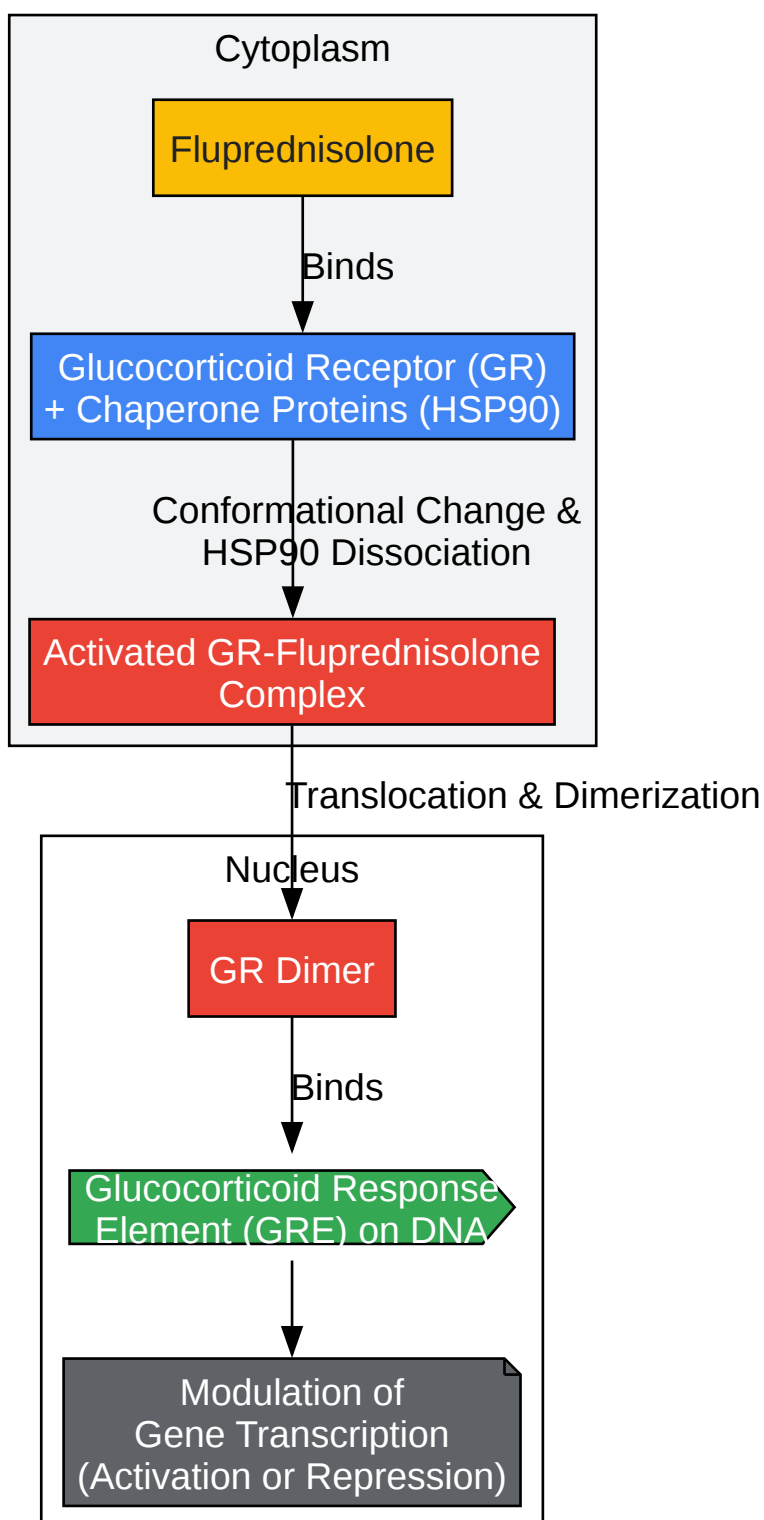 Cytoplasm
Fluprednisolone
Binds
Glucocorticoid Receptor (GR)
+ Chaperone Proteins (HSP90)
Conformational Change &
HSP90 Dissociation
Activated GR-Fluprednisolone
Complex
Translocation & Dimerization
Nucleus
GR Dimer
Binds
Glucocorticoid Response
Element (GRE) on DNA
Modulation of
Gene Transcription
(Activation or Repression)